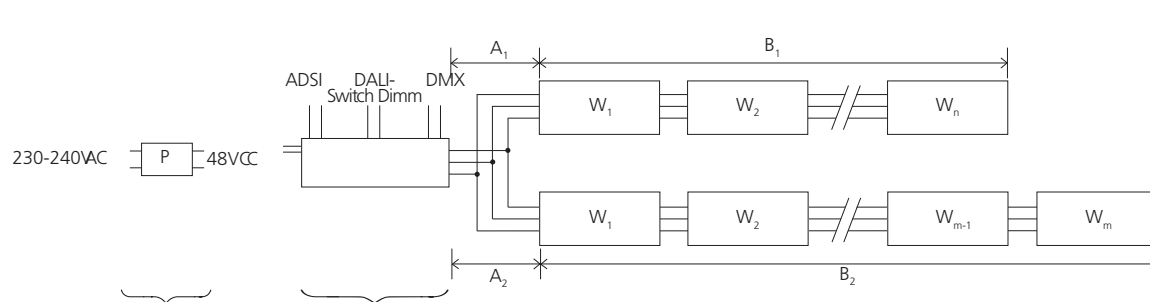 A₁ B₁
ADSI DALI- DMX
Switch Dimm
W₁ W₂ Wₙ
230-240VAC P 48VCC
W₁ W₂ Wₘ₋₁ Wₘ
A₂ B₂